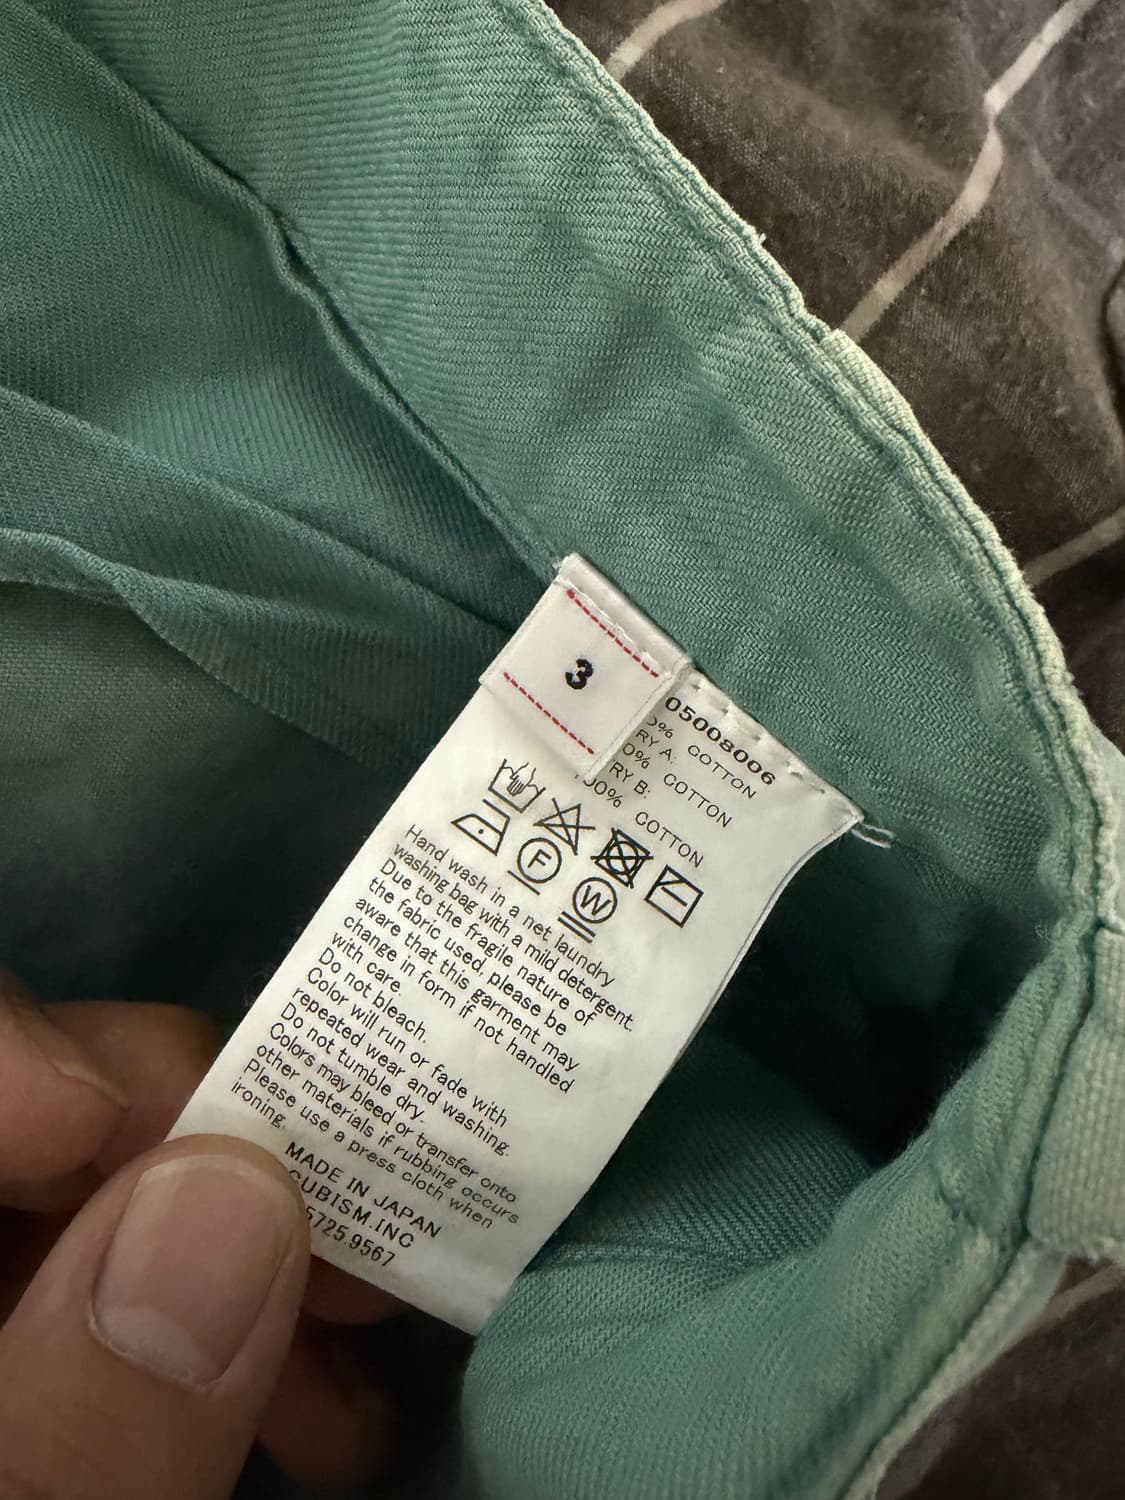 3
05008006
0% COTTON
RY A:
0% COTTON
RY B:
00% COTTON
F
W
Hand wash in a net laundry
washing bag with a mild detergent.
Due to the fragile nature of
the fabric used, please be
aware that this garment may
change in form if not handled
with care.
Do not bleach.
Color will run or fade with
repeated wear and washing.
Do not tumble dry.
Colors may bleed or transfer onto
other materials if rubbing occurs
Please use a press cloth when
ironing.
MADE IN JAPAN
CUBISM.INC
5725.9567